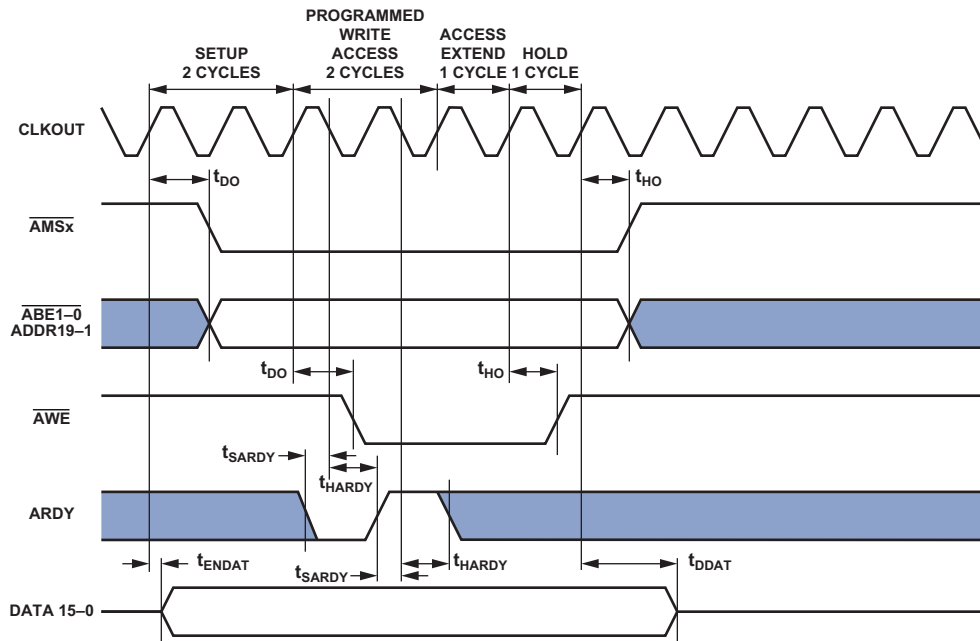 SETUP
2 CYCLES
PROGRAMMED
WRITE
ACCESS
2 CYCLES
ACCESS
EXTEND
1 CYCLE
HOLD
1 CYCLE
CLKOUT
tDO
tHO
AMSx
ABE1–0
ADDR19–1
tDO
tHO
AWE
tSARDY
tHARDY
ARDY
tENDAT
tSARDY
tHARDY
tDDAT
DATA 15–0